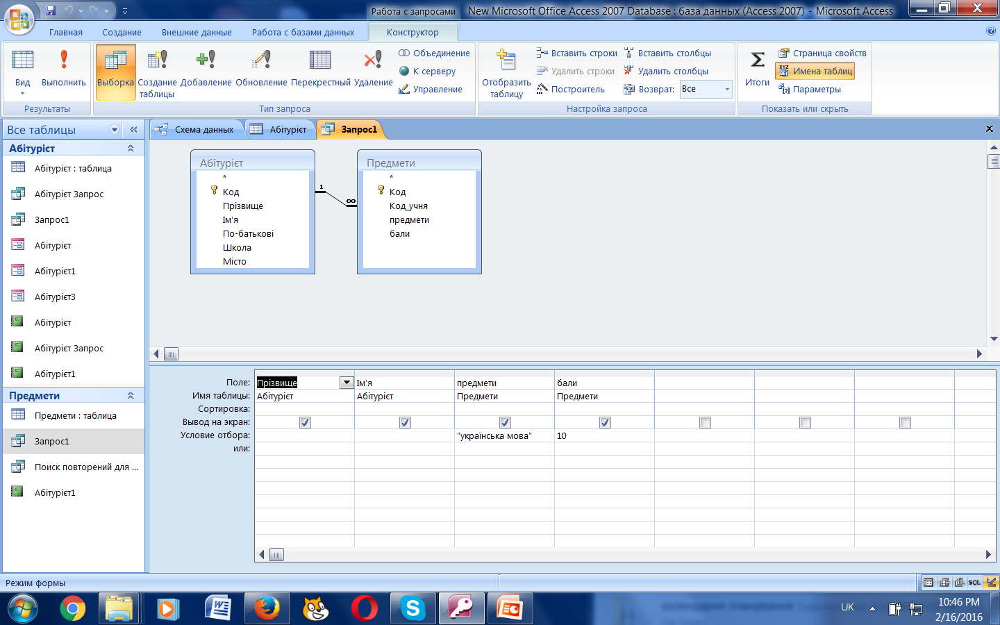 Работа с запросами
New Microsoft Office Access 2007 Database : база данных (Access 2007) - Microsoft Access
Главная
Создание
Внешние данные
Работа с базами данных
Конструктор
Вид
Выполнить
Результаты
Выборка
Создание таблицы
Добавление
Обновление
Перекрестный
Удаление
Объединение
К серверу
Управление
Тип запроса
Отобразить таблицу
Вставить строки
Удалить строки
Построитель
Вставить столбцы
Удалить столбцы
Возврат: Все
Настройка запроса
Σ
Итоги
Страница свойств
XYZ Имена таблиц
Параметры
Показать или скрыть
Все таблицы
Абітурієт
Абітурієт : таблица
Абітурієт Запрос
Запрос1
Абітурієт
Абітурієт1
Абітурієт3
Абітурієт
Абітурієт Запрос
Абітурієт1
Предмети
Предмети : таблица
Запрос1
Поиск повторений для ...
Абітурієт1
Схема данных
Абітурієт
Запрос1
Абітурієт
*
Код
Прізвище
Ім'я
По-батькові
Школа
Місто
1
∞
Предмети
*
Код
Код_учня
предмети
бали
Поле: Прізвище Ім'я предмети бали
Имя таблицы: Абітурієт Абітурієт Предмети Предмети
Сортировка:
Вывод на экран:
Условие отбора: "українська мова" 10
или:
Режим формы
SQL
UK
10:46 PM
2/16/2016